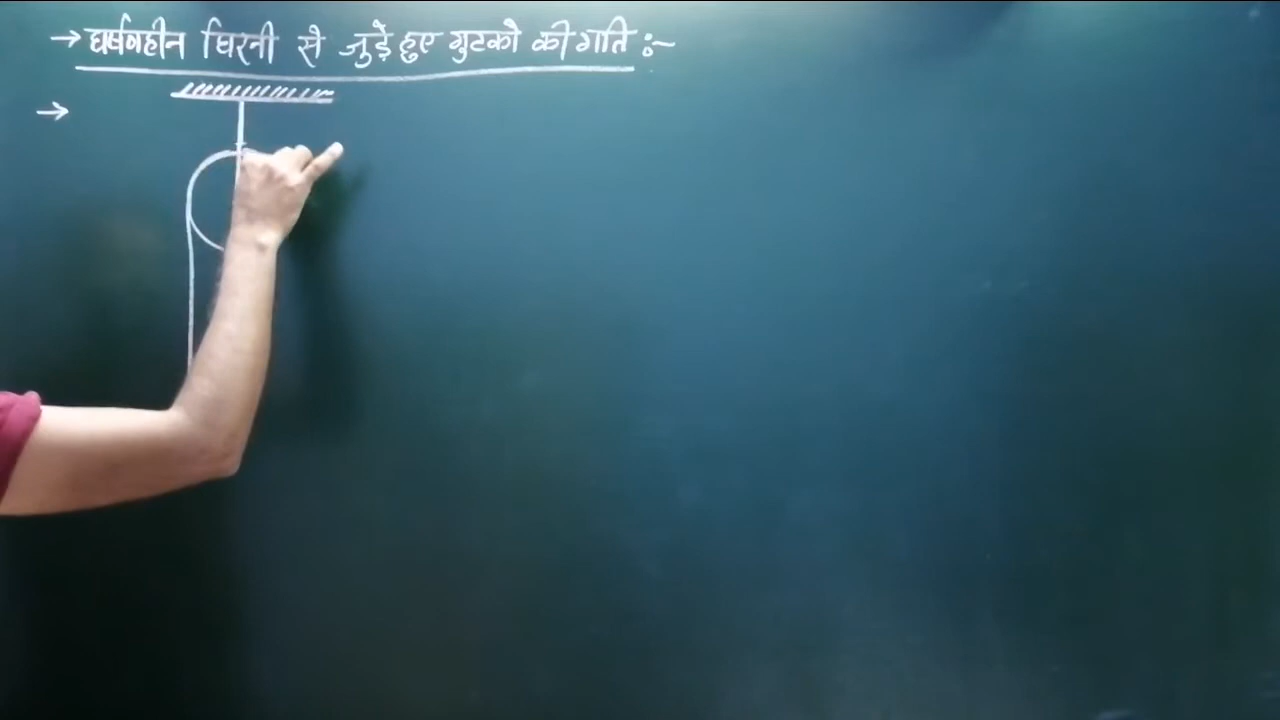 → घर्षणहीन घिरनी से जुड़े हुए गुटको की गति :-
→